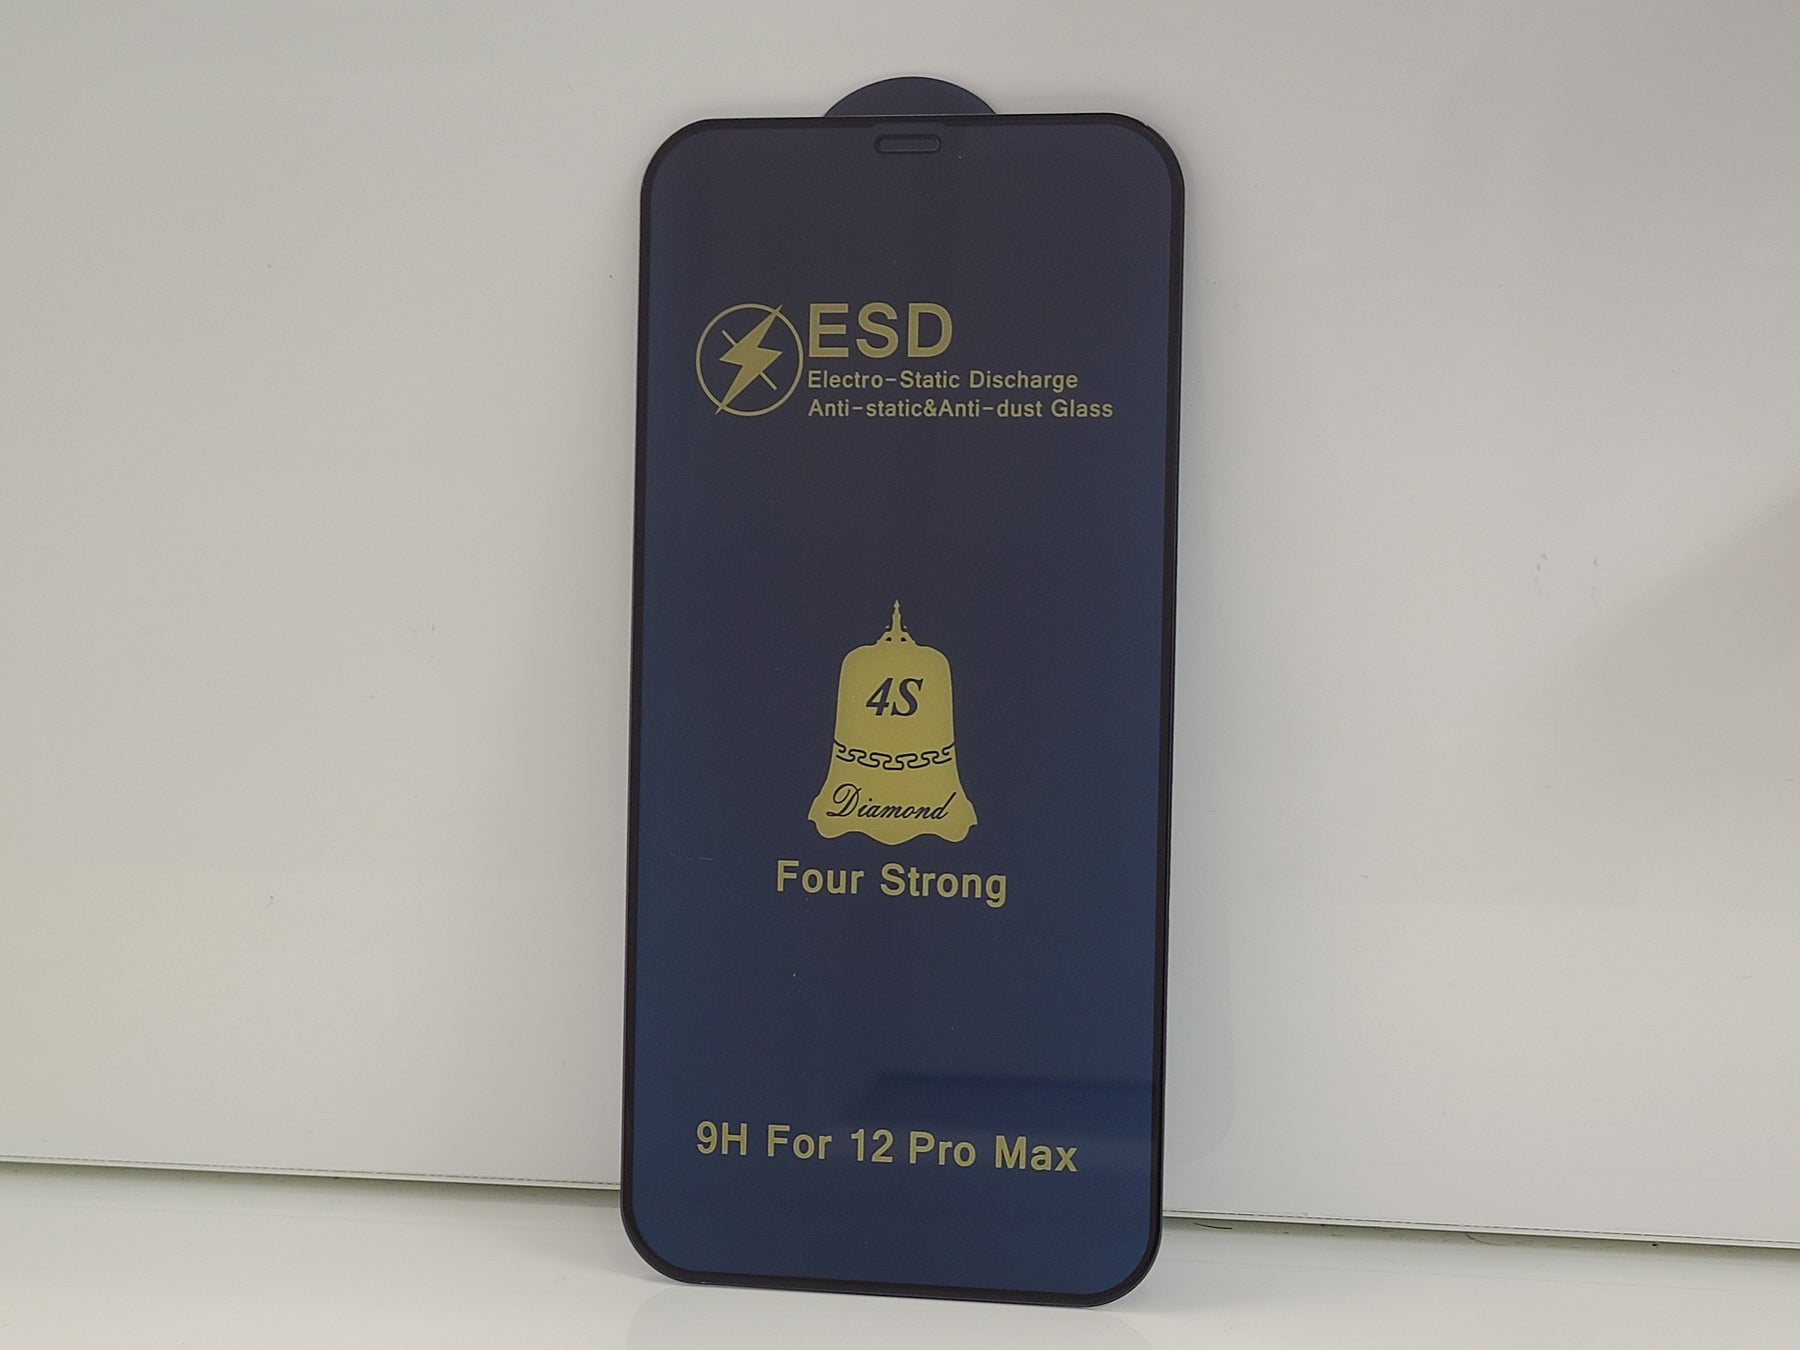 ESD
Electro-Static Discharge
Anti-static&Anti-dust Glass
4S
Diamond
Four Strong
9H For 12 Pro Max